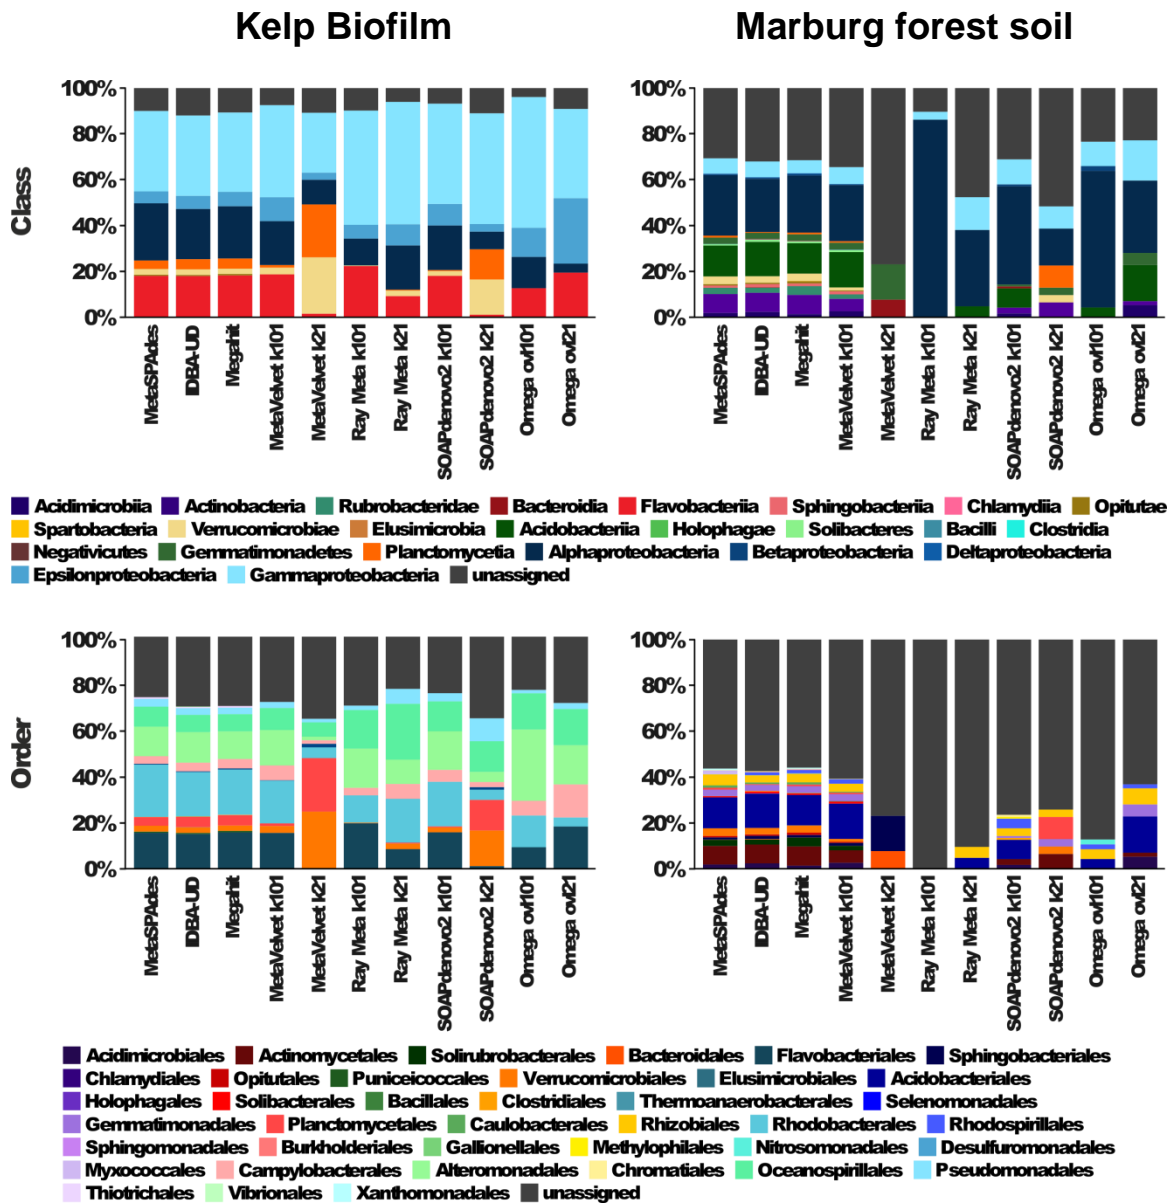 Kelp Biofilm
Marburg forest soil
Class
100%
80%
60%
40%
20%
0%
MetaSPAdes
IDBA-UD
Megahit
MetaVelvet k101
MetaVelvet k21
Ray Meta k101
Ray Meta k21
SOAPdenovo2 k101
SOAPdenovo2 k21
Omega ovl101
Omega ovl21
100%
80%
60%
40%
20%
0%
MetaSPAdes
IDBA-UD
Megahit
MetaVelvet k101
MetaVelvet k21
Ray Meta k101
Ray Meta k21
SOAPdenovo2 k101
SOAPdenovo2 k21
Omega ovl101
Omega ovl21
Acidimicrobiia Actinobacteria Rubrobacteridae Bacteroidia Flavobacteriia Sphingobacteriia Chlamydiia Opitutae
Spartobacteria Verrucomicrobiae Elusimicrobia Acidobacteriia Holophagae Solibacteres Bacilli Clostridia
Negativicutes Gemmatimonadetes Planctomycetia Alphaproteobacteria Betaproteobacteria Deltaproteobacteria
Epsilonproteobacteria Gammaproteobacteria unassigned
Order
100%
80%
60%
40%
20%
0%
MetaSPAdes
IDBA-UD
Megahit
MetaVelvet k101
MetaVelvet k21
Ray Meta k101
Ray Meta k21
SOAPdenovo2 k101
SOAPdenovo2 k21
Omega ovl101
Omega ovl21
100%
80%
60%
40%
20%
0%
MetaSPAdes
IDBA-UD
Megahit
MetaVelvet k101
MetaVelvet k21
Ray Meta k101
Ray Meta k21
SOAPdenovo2 k101
SOAPdenovo2 k21
Omega ovl101
Omega ovl21
Acidimicrobiales Actinomycetales Solirubrobacterales Bacteroidales Flavobacteriales Sphingobacteriales
Chlamydiales Opitutales Puniceicoccales Verrucomicrobiales Elusimicrobiales Acidobacteriales
Holophagales Solibacterales Bacillales Clostridiales Thermoanaerobacterales Selenomonadales
Gemmatimonadales Planctomycetales Caulobacterales Rhizobiales Rhodobacterales Rhodospirillales
Sphingomonadales Burkholderiales Gallionellales Methylophilales Nitrosomonadales Desulfuromonadales
Myxococcales Campylobacterales Alteromonadales Chromatiales Oceanospirillales Pseudomonadales
Thiotrichales Vibrionales Xanthomonadales unassigned